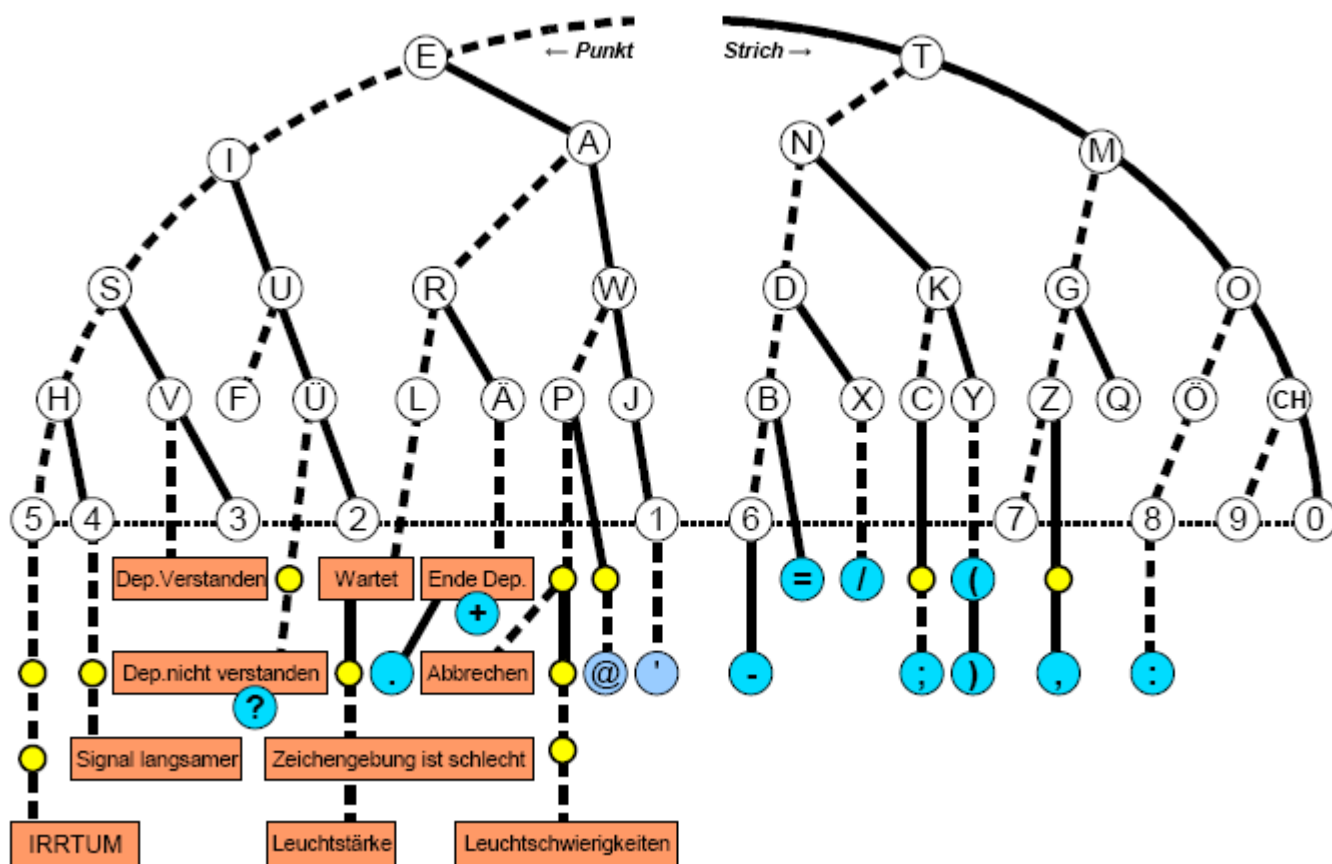 ← Punkt Strich →
E T
I A N M
S U R W D K G O
H V F Ü L Ä P J B X C Y Z Q Ö CH
5 4 3 2 1 6 7 8 9 0
Dep.Verstanden Wartet Ende Dep. = / (
+
Dep.nicht verstanden . Abbrechen @ ' - ; ) , :
?
Signal langsamer Zeichengebung ist schlecht
IRRTUM Leuchtstärke Leuchtschwierigkeiten